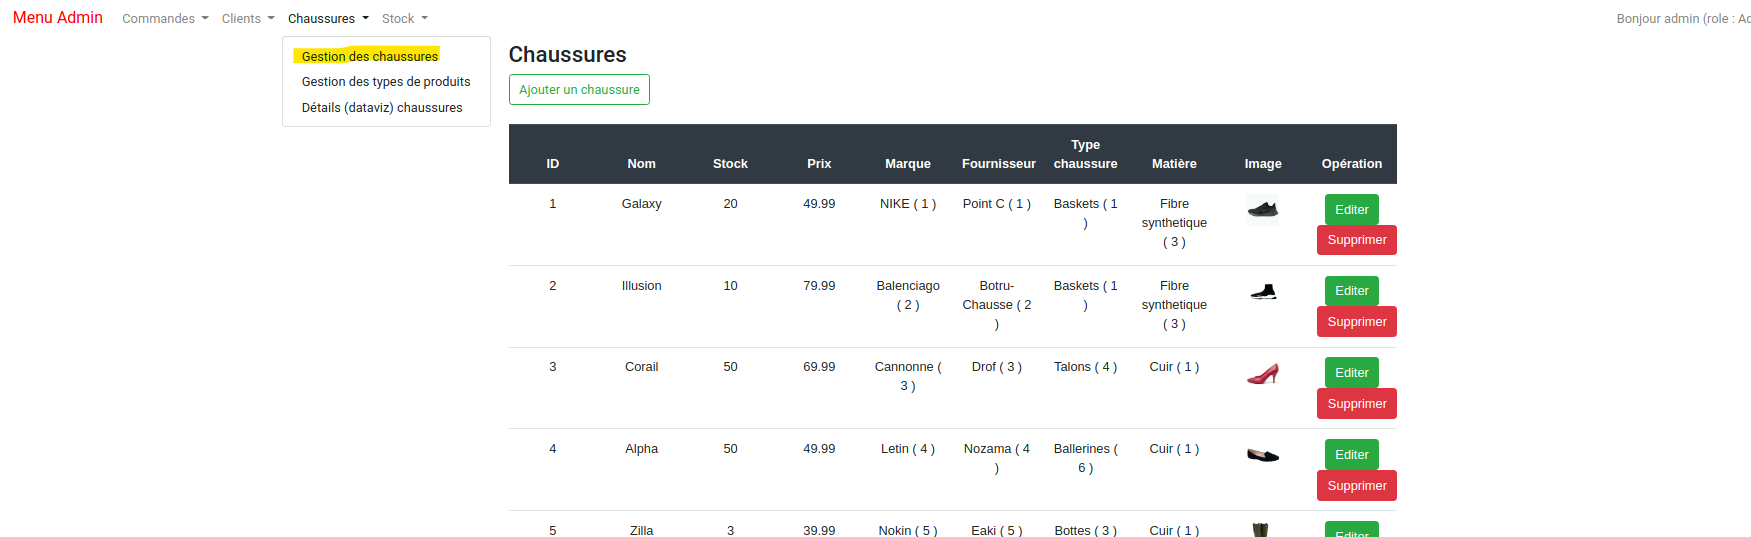 Menu Admin Commandes Clients Chaussures Stock Bonjour admin (role : Ad
Gestion des chaussures
Gestion des types de produits
Détails (dataviz) chaussures
Chaussures
Ajouter un chaussure
ID Nom Stock Prix Marque Fournisseur Type chaussure Matière Image Opération
1 Galaxy 20 49.99 NIKE ( 1 ) Point C ( 1 ) Baskets ( 1 ) Fibre synthetique ( 3 ) Editer Supprimer
2 Illusion 10 79.99 Balenciago ( 2 ) Botru-Chausse ( 2 ) Baskets ( 1 ) Fibre synthetique ( 3 ) Editer Supprimer
3 Corail 50 69.99 Cannonne ( 3 ) Drof ( 3 ) Talons ( 4 ) Cuir ( 1 ) Editer Supprimer
4 Alpha 50 49.99 Letin ( 4 ) Nozama ( 4 ) Ballerines ( 6 ) Cuir ( 1 ) Editer Supprimer
5 Zilla 3 39.99 Nokin ( 5 ) Eaki ( 5 ) Bottes ( 3 ) Cuir ( 1 ) Editer